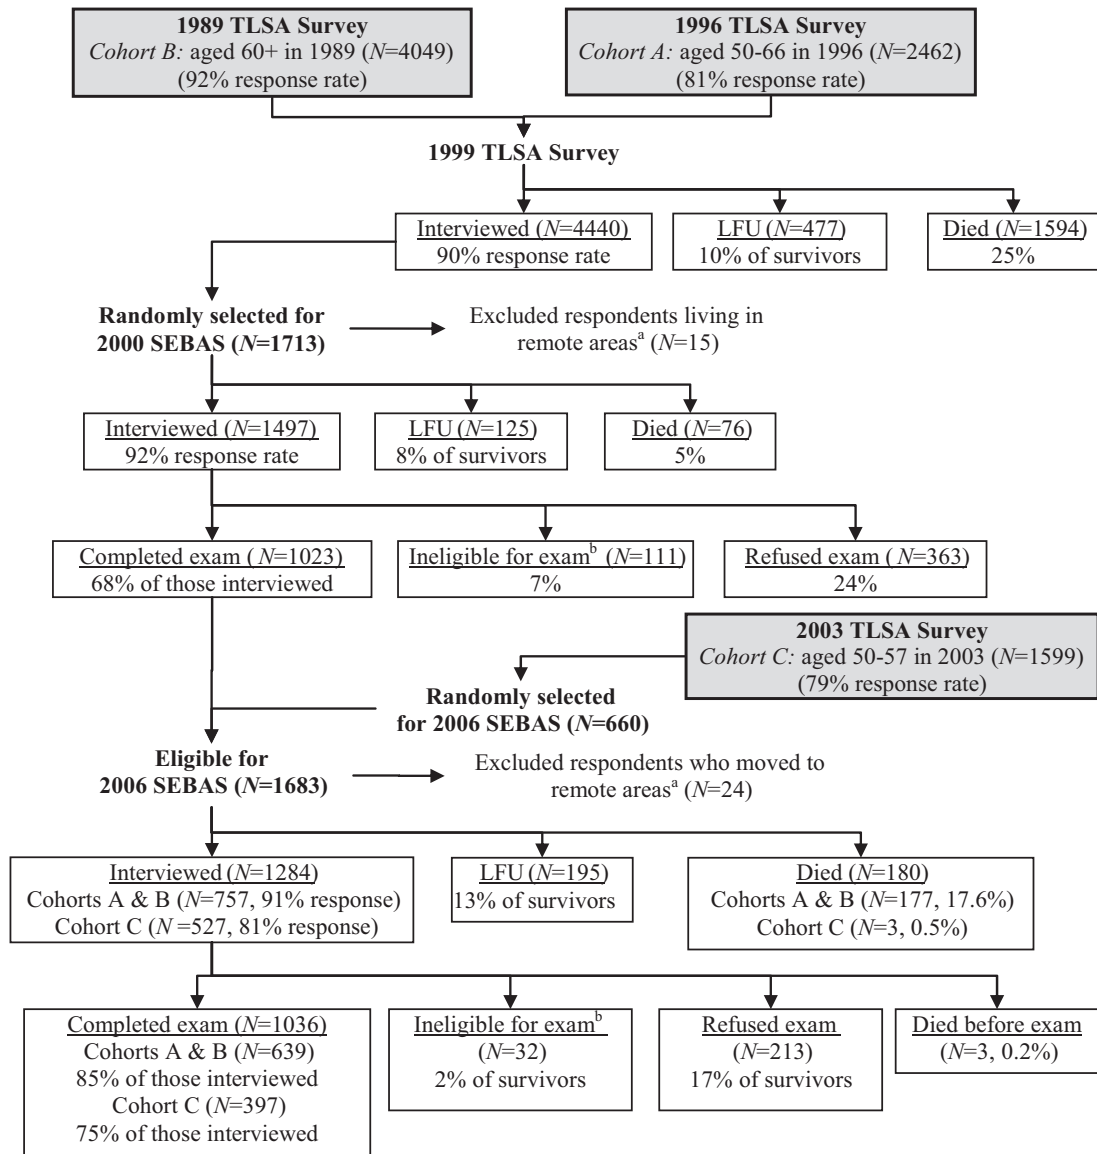 1989 TLSA Survey
Cohort B: aged 60+ in 1989 (N=4049)
(92% response rate)
1996 TLSA Survey
Cohort A: aged 50-66 in 1996 (N=2462)
(81% response rate)
1999 TLSA Survey
Interviewed (N=4440)
90% response rate
LFU (N=477)
10% of survivors
Died (N=1594)
25%
Randomly selected for
2000 SEBAS (N=1713)
Excluded respondents living in
remote areasa (N=15)
Interviewed (N=1497)
92% response rate
LFU (N=125)
8% of survivors
Died (N=76)
5%
Completed exam (N=1023)
68% of those interviewed
Ineligible for examb (N=111)
7%
Refused exam (N=363)
24%
2003 TLSA Survey
Cohort C: aged 50-57 in 2003 (N=1599)
(79% response rate)
Randomly selected
for 2006 SEBAS (N=660)
Eligible for
2006 SEBAS (N=1683)
Excluded respondents who moved to
remote areasa (N=24)
Interviewed (N=1284)
Cohorts A & B (N=757, 91% response)
Cohort C (N =527, 81% response)
LFU (N=195)
13% of survivors
Died (N=180)
Cohorts A & B (N=177, 17.6%)
Cohort C (N=3, 0.5%)
Completed exam (N=1036)
Cohorts A & B (N=639)
85% of those interviewed
Cohort C (N=397)
75% of those interviewed
Ineligible for examb
(N=32)
2% of survivors
Refused exam
(N=213)
17% of survivors
Died before exam
(N=3, 0.2%)